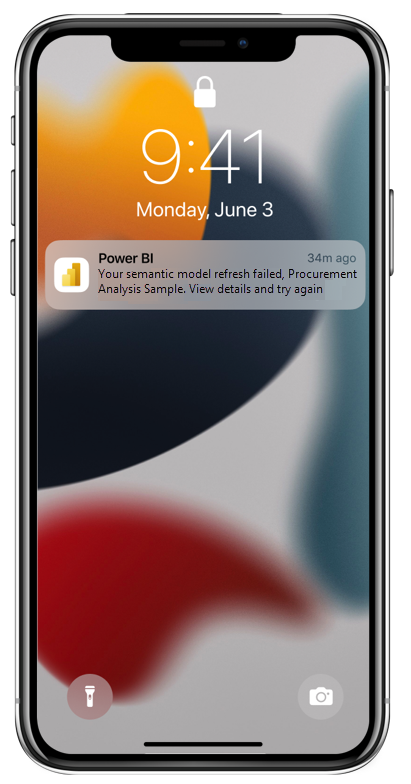 9:41
Monday, June 3
Power BI
34m ago
Your semantic model refresh failed, Procurement
Analysis Sample. View details and try again